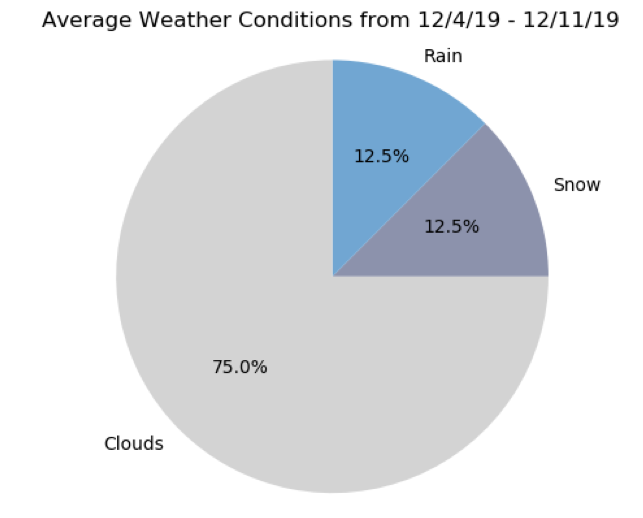 Average Weather Conditions from 12/4/19 - 12/11/19
Rain
12.5%
Snow
12.5%
75.0%
Clouds